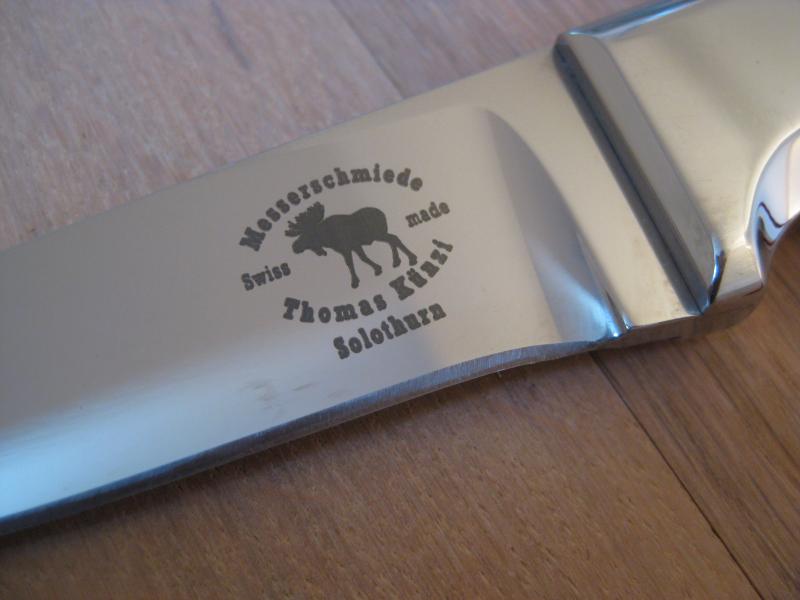 Messerschmiede
Swiss made
Thomas Künzi
Solothurn